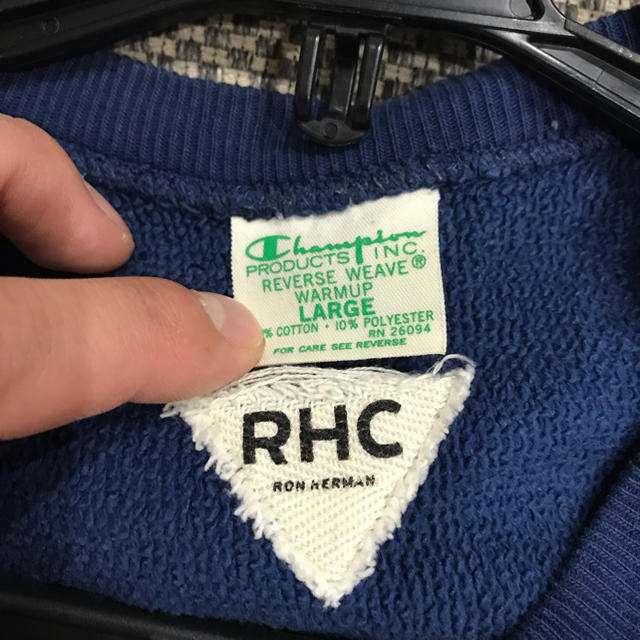 Champion
PRODUCTS INC.
REVERSE WEAVE®
WARMUP
LARGE
% COTTON · 10% POLYESTER
RN 26094
FOR CARE SEE REVERSE
RHC
RON HERMAN